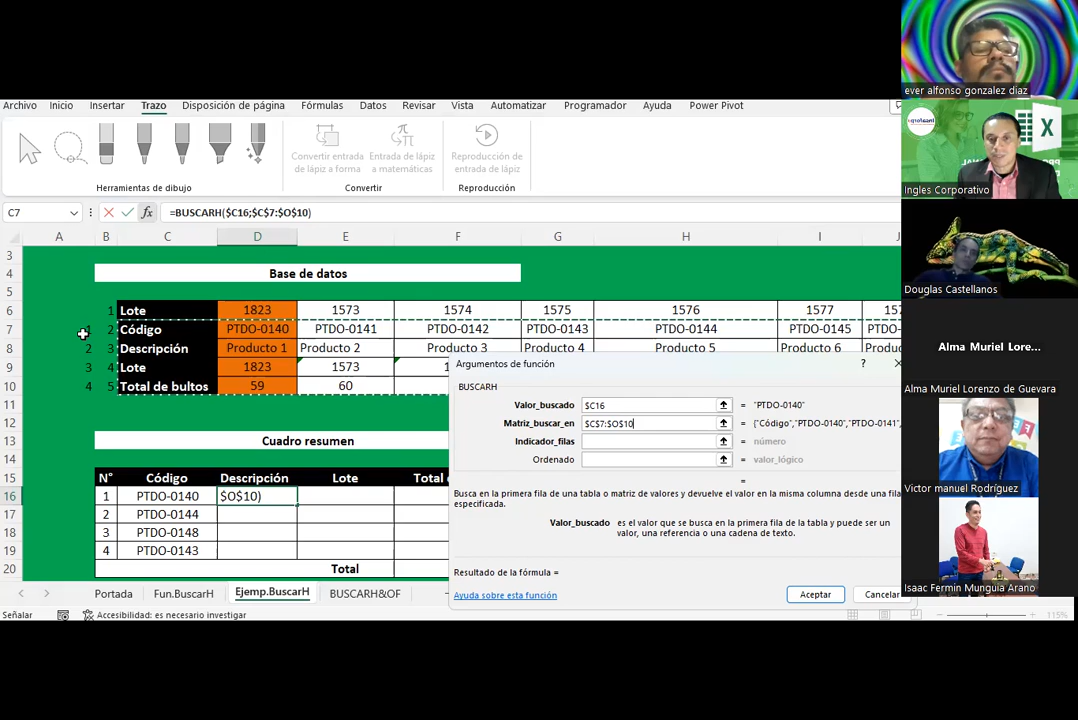 Archivo Inicio Insertar Trazo Disposición de página Fórmulas Datos Revisar Vista Automatizar Programador Ayuda Power Pivot
Convertir entrada de lápiz a forma
Entrada de lápiz a matemáticas
Reproducción de entrada de lápiz
Herramientas de dibujo Convertir Reproducción
C7 fx =BUSCARH($C16;$C$7:$O$10)
A B C D E F G H I J
3
4 Base de datos
5
6 1 Lote 1823 1573 1574 1575 1576 1577
7 1 2 Código PTDO-0140 PTDO-0141 PTDO-0142 PTDO-0143 PTDO-0144 PTDO-0145 PTDO-
8 2 3 Descripción Producto 1 Producto 2 Producto 3 Producto 4 Producto 5 Producto 6 Prod
9 3 4 Lote 1823 1573 1
10 4 5 Total de bultos 59 60
11
12
13 Cuadro resumen
14
15 N° Código Descripción Lote Total
16 1 PTDO-0140 $O$10)
17 2 PTDO-0144
18 3 PTDO-0148
19 4 PTDO-0143
20 Total
Argumentos de función ?
BUSCARH
Valor_buscado $C16 = "PTDO-0140"
Matriz_buscar_en $C$7:$O$10 = {"Código","PTDO-0140","PTDO-0141",
Indicador_filas = número
Ordenado = valor_lógico
=
Busca en la primera fila de una tabla o matriz de valores y devuelve el valor en la misma columna desde una fila
especificada.
Valor_buscado es el valor que se busca en la primera fila de la tabla y puede ser un
valor, una referencia o una cadena de texto.
Resultado de la fórmula =
Ayuda sobre esta función Aceptar Cancelar
Portada Fun.BuscarH Ejemp.BuscarH BUSCARH&OF
Señalar Accesibilidad: es necesario investigar 115%
ever alfonso gonzalez diaz
Ingles Corporativo
Douglas Castellanos
Alma Muriel Lore...
Alma Muriel Lorenzo de Guevara
Victor manuel Rodríguez
Isaac Fermin Munguia Arano